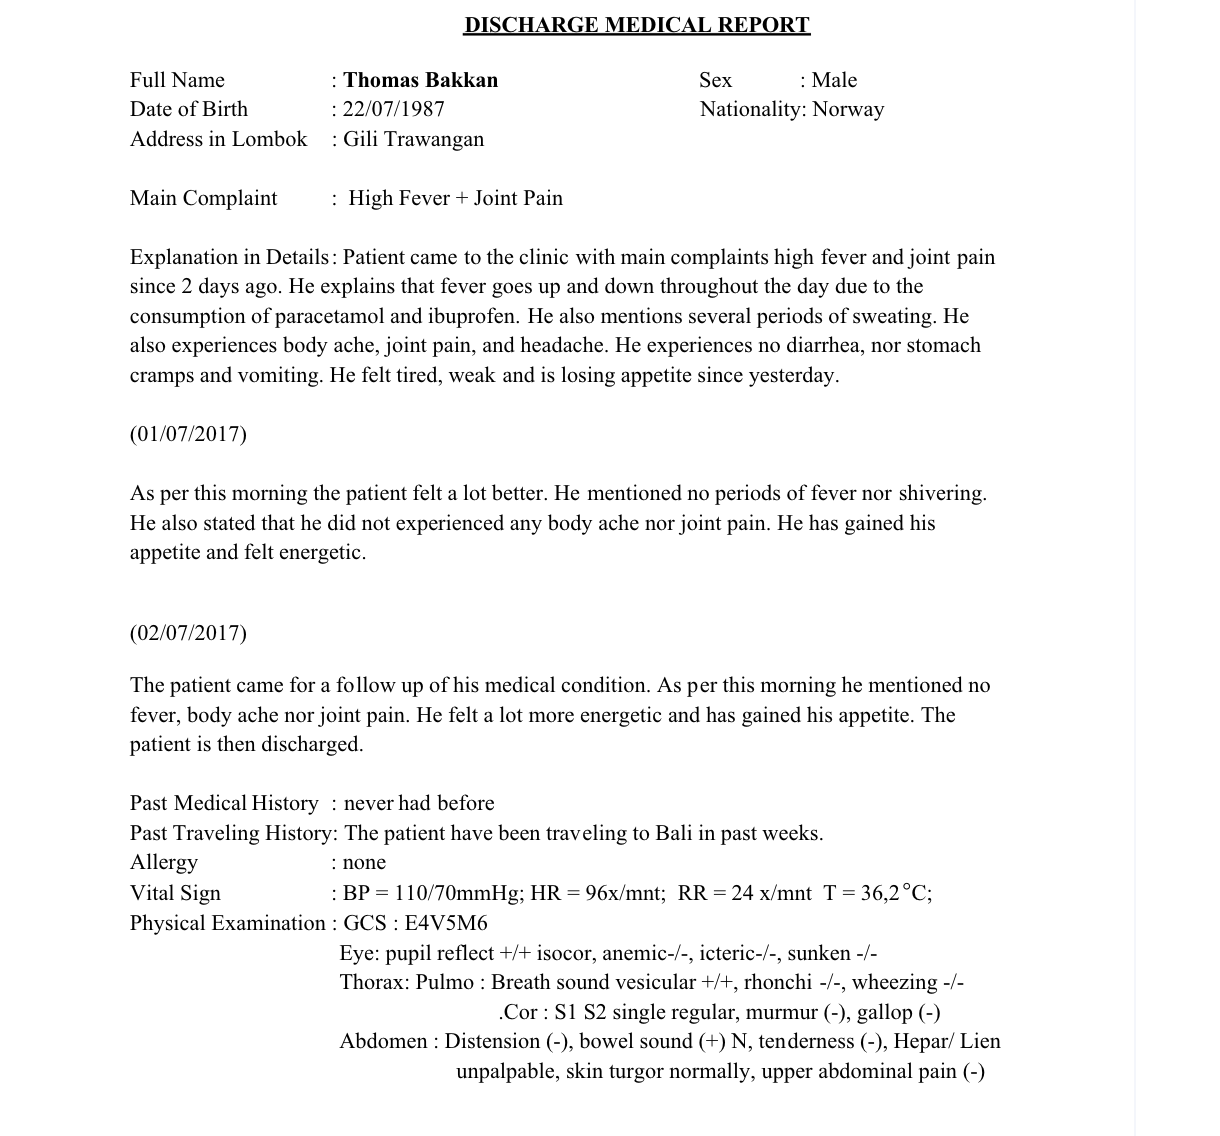 DISCHARGE MEDICAL REPORT
Full Name : Thomas Bakkan Sex : Male
Date of Birth : 22/07/1987 Nationality: Norway
Address in Lombok : Gili Trawangan
Main Complaint : High Fever + Joint Pain
Explanation in Details: Patient came to the clinic with main complaints high fever and joint pain
since 2 days ago. He explains that fever goes up and down throughout the day due to the
consumption of paracetamol and ibuprofen. He also mentions several periods of sweating. He
also experiences body ache, joint pain, and headache. He experiences no diarrhea, nor stomach
cramps and vomiting. He felt tired, weak and is losing appetite since yesterday.
(01/07/2017)
As per this morning the patient felt a lot better. He mentioned no periods of fever nor shivering.
He also stated that he did not experienced any body ache nor joint pain. He has gained his
appetite and felt energetic.
(02/07/2017)
The patient came for a follow up of his medical condition. As per this morning he mentioned no
fever, body ache nor joint pain. He felt a lot more energetic and has gained his appetite. The
patient is then discharged.
Past Medical History : never had before
Past Traveling History: The patient have been traveling to Bali in past weeks.
Allergy : none
Vital Sign : BP = 110/70mmHg; HR = 96x/mnt; RR = 24 x/mnt T = 36,2°C;
Physical Examination : GCS : E4V5M6
Eye: pupil reflect +/+ isocor, anemic-/-, icteric-/-, sunken -/-
Thorax: Pulmo : Breath sound vesicular +/+, rhonchi -/-, wheezing -/-
.Cor : S1 S2 single regular, murmur (-), gallop (-)
Abdomen : Distension (-), bowel sound (+) N, tenderness (-), Hepar/ Lien
unpalpable, skin turgor normally, upper abdominal pain (-)